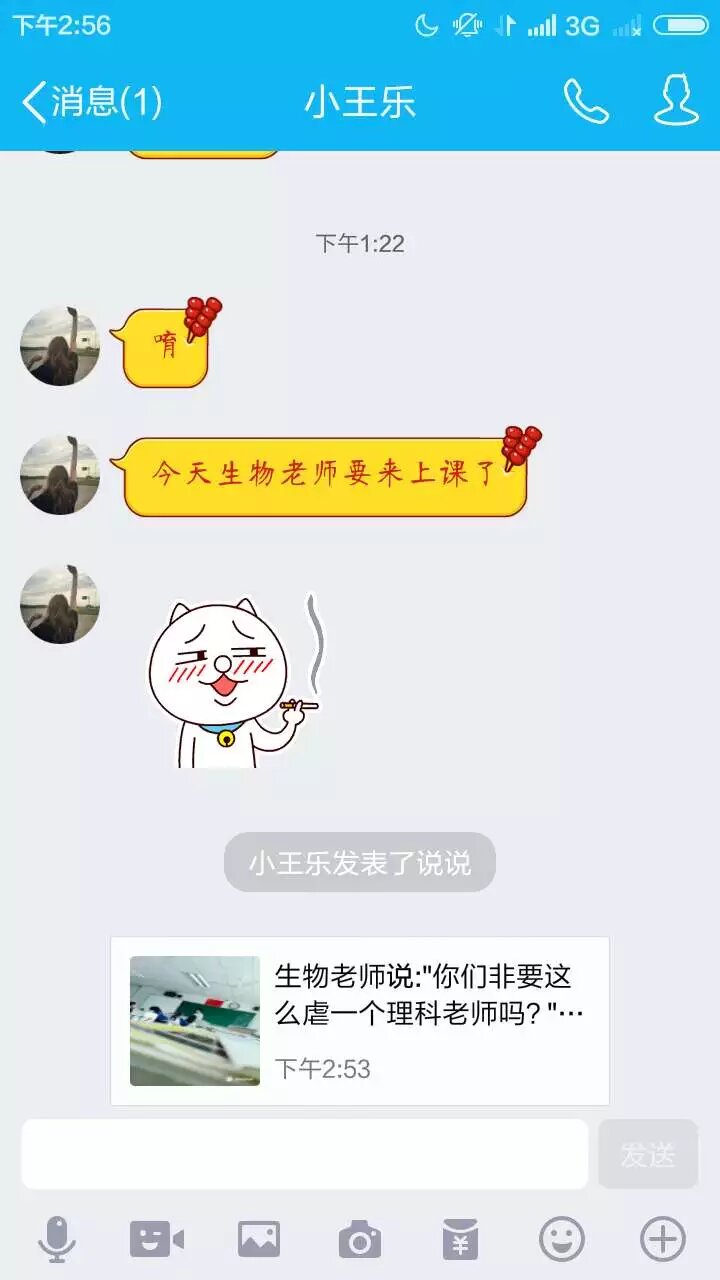 下午2:56
3G
消息(1)
小王乐
下午1:22
唷
今天生物老师要来上课了
小王乐发表了说说
生物老师说:"你们非要这
么虐一个理科老师吗？"…
下午2:53
发送